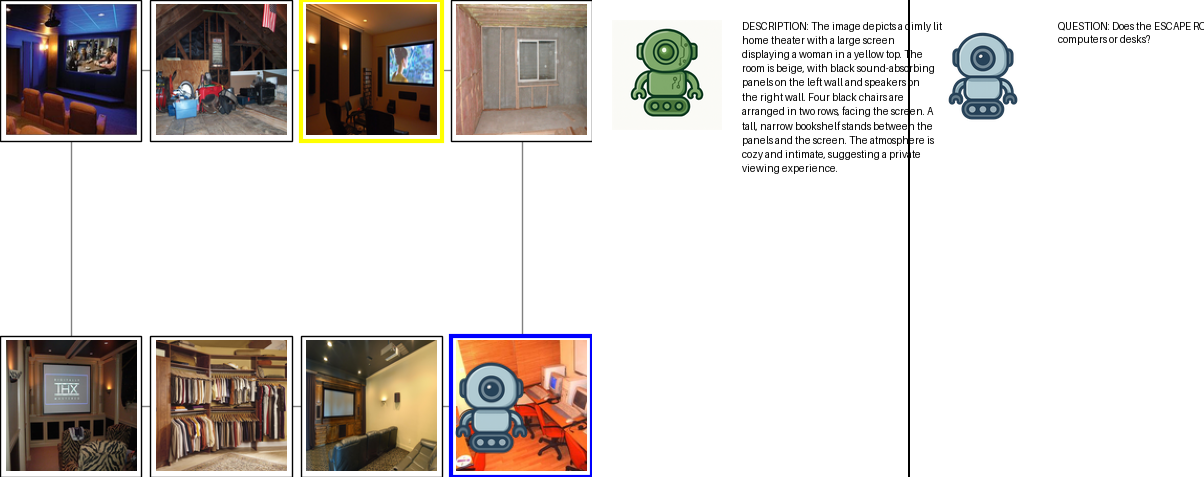 DESCRIPTION: The image depicts a dimly lit
home theater with a large screen
displaying a woman in a yellow top. The
room is beige, with black sound-absorbing
panels on the left wall and speakers on
the right wall. Four black chairs are
arranged in two rows, facing the screen. A
tall, narrow bookshelf stands between the
panels and the screen. The atmosphere is
cozy and intimate, suggesting a private
viewing experience.
QUESTION: Does the ESCAPE RO
computers or desks?
THX